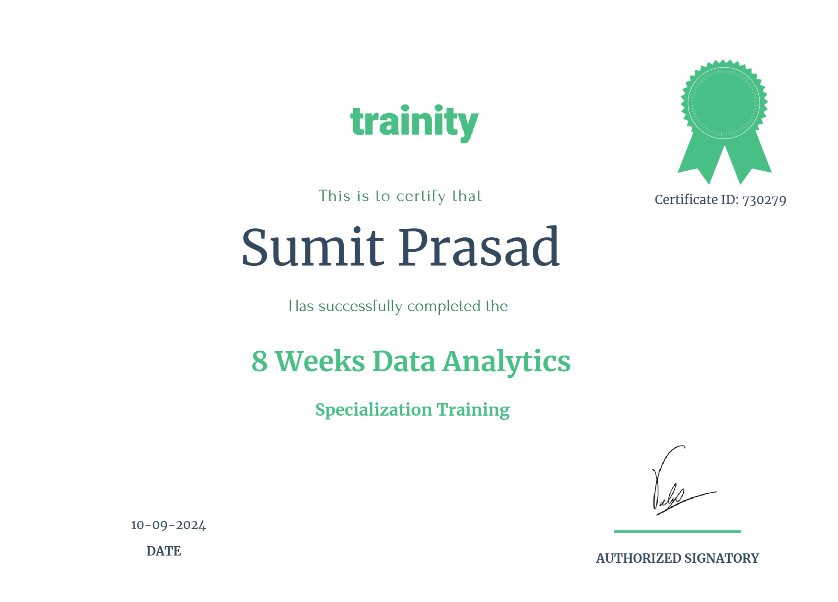 trainity
Certificate ID: 730279
This is to certify that
Sumit Prasad
Has successfully completed the
8 Weeks Data Analytics
Specialization Training
10-09-2024
DATE
AUTHORIZED SIGNATORY